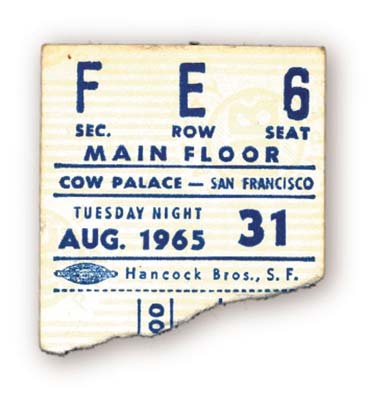 F E 6
SEC. ROW SEAT
MAIN FLOOR
COW PALACE — SAN FRANCISCO
TUESDAY NIGHT
AUG. 1965 31
Hancock Bros., S. F.